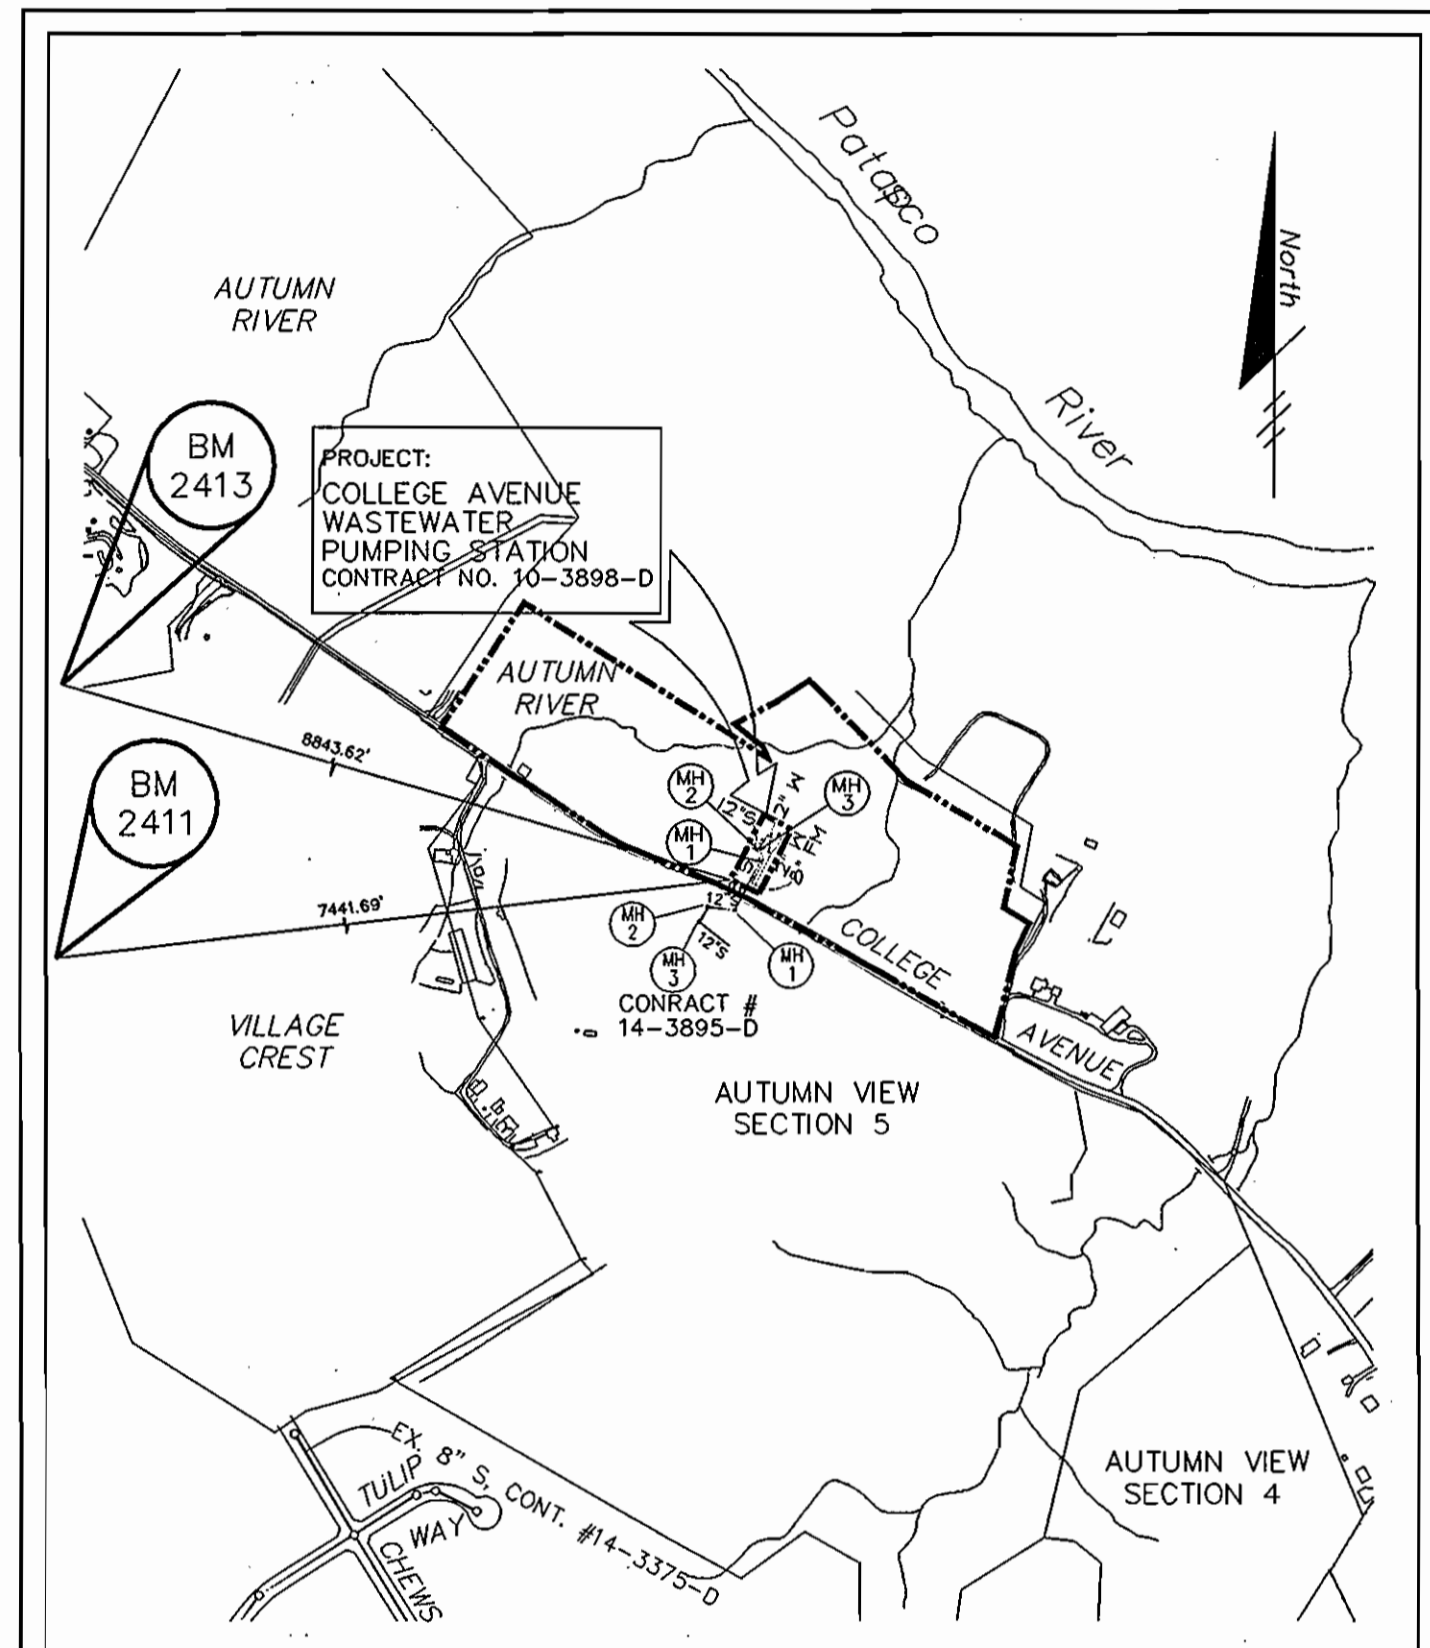 Patapsco
River
North
AUTUMN
RIVER
BM
2413
PROJECT:
COLLEGE AVENUE
WASTEWATER
PUMPING STATION
CONTRACT NO. 10-3898-D
AUTUMN
RIVER
8843.62'
BM
2411
7441.69'
MH
2
12"S
12" W
MH
3
MH
1
FM
12"S
MH
2
12"S
MH
3
MH
1
CONRACT #
14-3895-D
COLLEGE
AVENUE
VILLAGE
CREST
AUTUMN VIEW
SECTION 5
AUTUMN VIEW
SECTION 4
EX. 8" S, CONT. #14-3375-D
TULIP
WAY
CHEWS